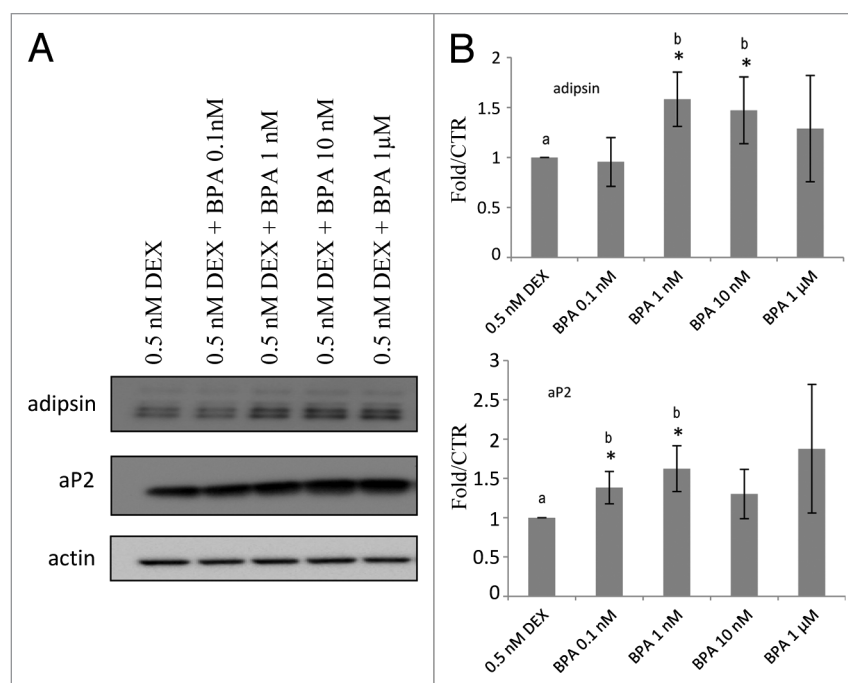 A
0.5 nM DEX
0.5 nM DEX + BPA 0.1nM
0.5 nM DEX + BPA 1 nM
0.5 nM DEX + BPA 10 nM
0.5 nM DEX + BPA 1µM
adipsin
aP2
actin
B
2
1.5
1
0.5
0
Fold/CTR
adipsin
a
b
*
b
*
0.5 nM DEX
BPA 0.1 nM
BPA 1 nM
BPA 10 nM
BPA 1 µM
3
2.5
2
1.5
1
0.5
0
Fold/CTR
aP2
a
b
*
b
*
0.5 nM DEX
BPA 0.1 nM
BPA 1 nM
BPA 10 nM
BPA 1 µM